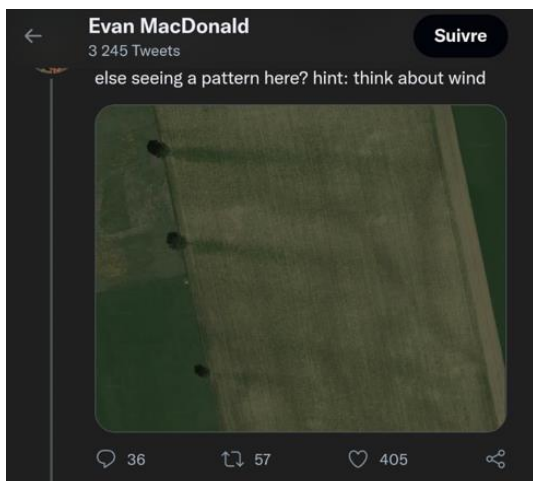 Evan MacDonald
3 245 Tweets
Suivre
else seeing a pattern here? hint: think about wind
36 57 405